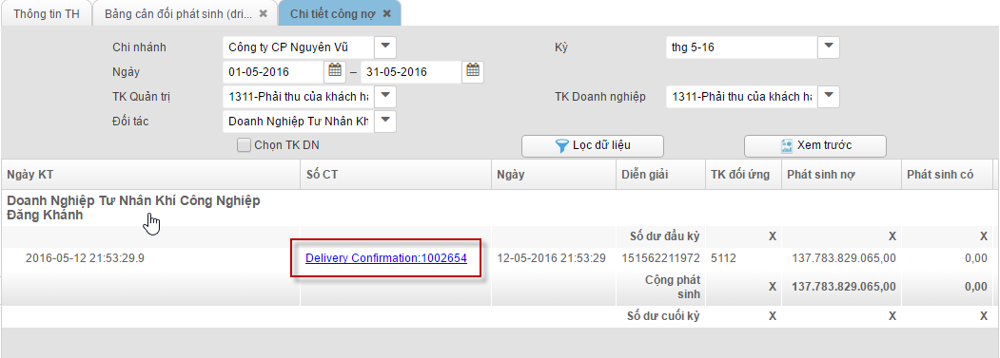 Thông tin TH Bảng cân đối phát sinh (dri... Chi tiết công nợ
Chi nhánh Công ty CP Nguyên Vũ Kỳ thg 5-16
Ngày 01-05-2016 – 31-05-2016
TK Quản trị 1311-Phải thu của khách hà TK Doanh nghiệp 1311-Phải thu của khách hà
Đối tác Doanh Nghiệp Tư Nhân Kh
Chọn TK DN Lọc dữ liệu Xem trước
Ngày KT Số CT Ngày Diễn giải TK đối ứng Phát sinh nợ Phát sinh có
Doanh Nghiệp Tư Nhân Khí Công Nghiệp
Đăng Khánh
Số dư đầu kỳ X X X
2016-05-12 21:53:29.9 Delivery Confirmation:1002654 12-05-2016 21:53:29 151562211972 5112 137.783.829.065,00 0,00
Cộng phát
sinh X 137.783.829.065,00 0,00
Số dư cuối kỳ X X X